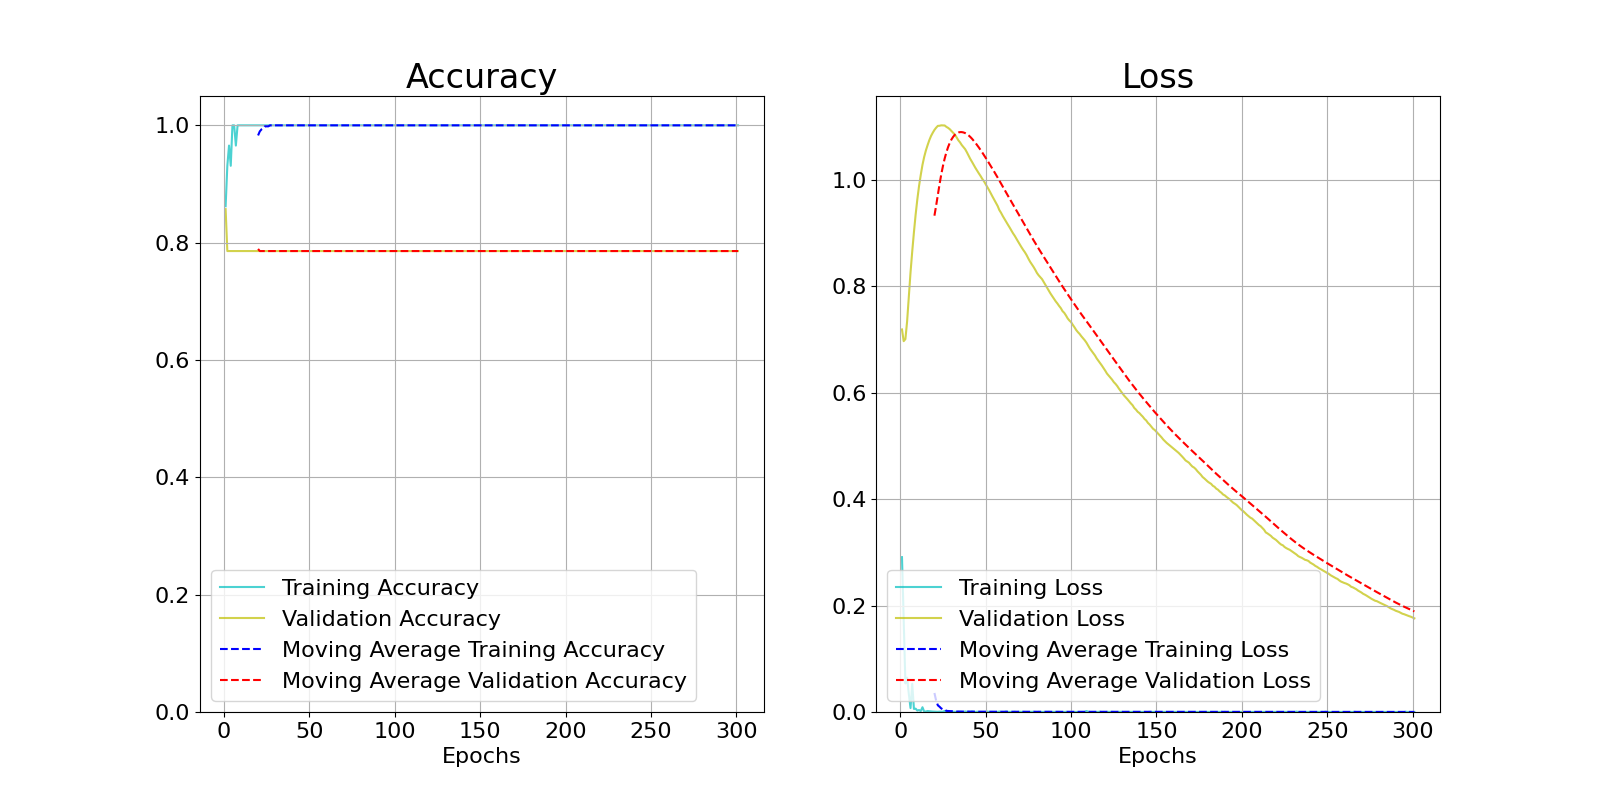 Accuracy
1.0
0.8
0.6
0.4
0.2
0.0
Training Accuracy
Validation Accuracy
Moving Average Training Accuracy
Moving Average Validation Accuracy
0 50 100 150 200 250 300
Epochs
Loss
1.0
0.8
0.6
0.4
0.2
0.0
Training Loss
Validation Loss
Moving Average Training Loss
Moving Average Validation Loss
0 50 100 150 200 250 300
Epochs